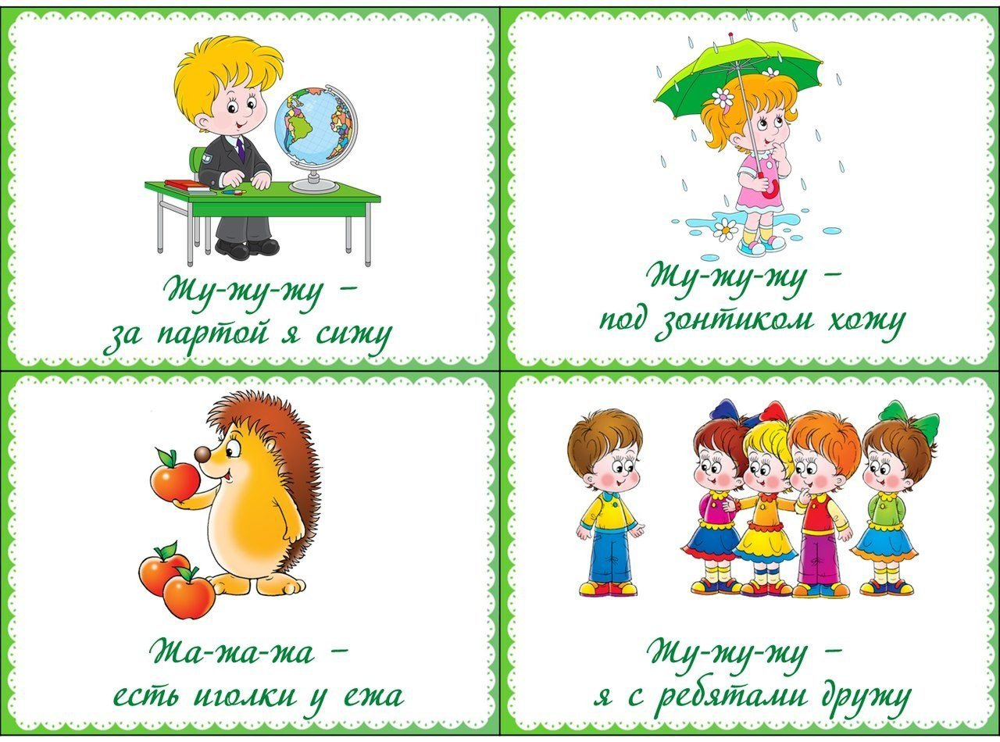 Жу-жу-жу –
за партой я сижу
Жу-жу-жу –
под зонтиком хожу
Жа-жа-жа –
есть иголки у ежа
Жу-жу-жу –
я с ребятами дружу